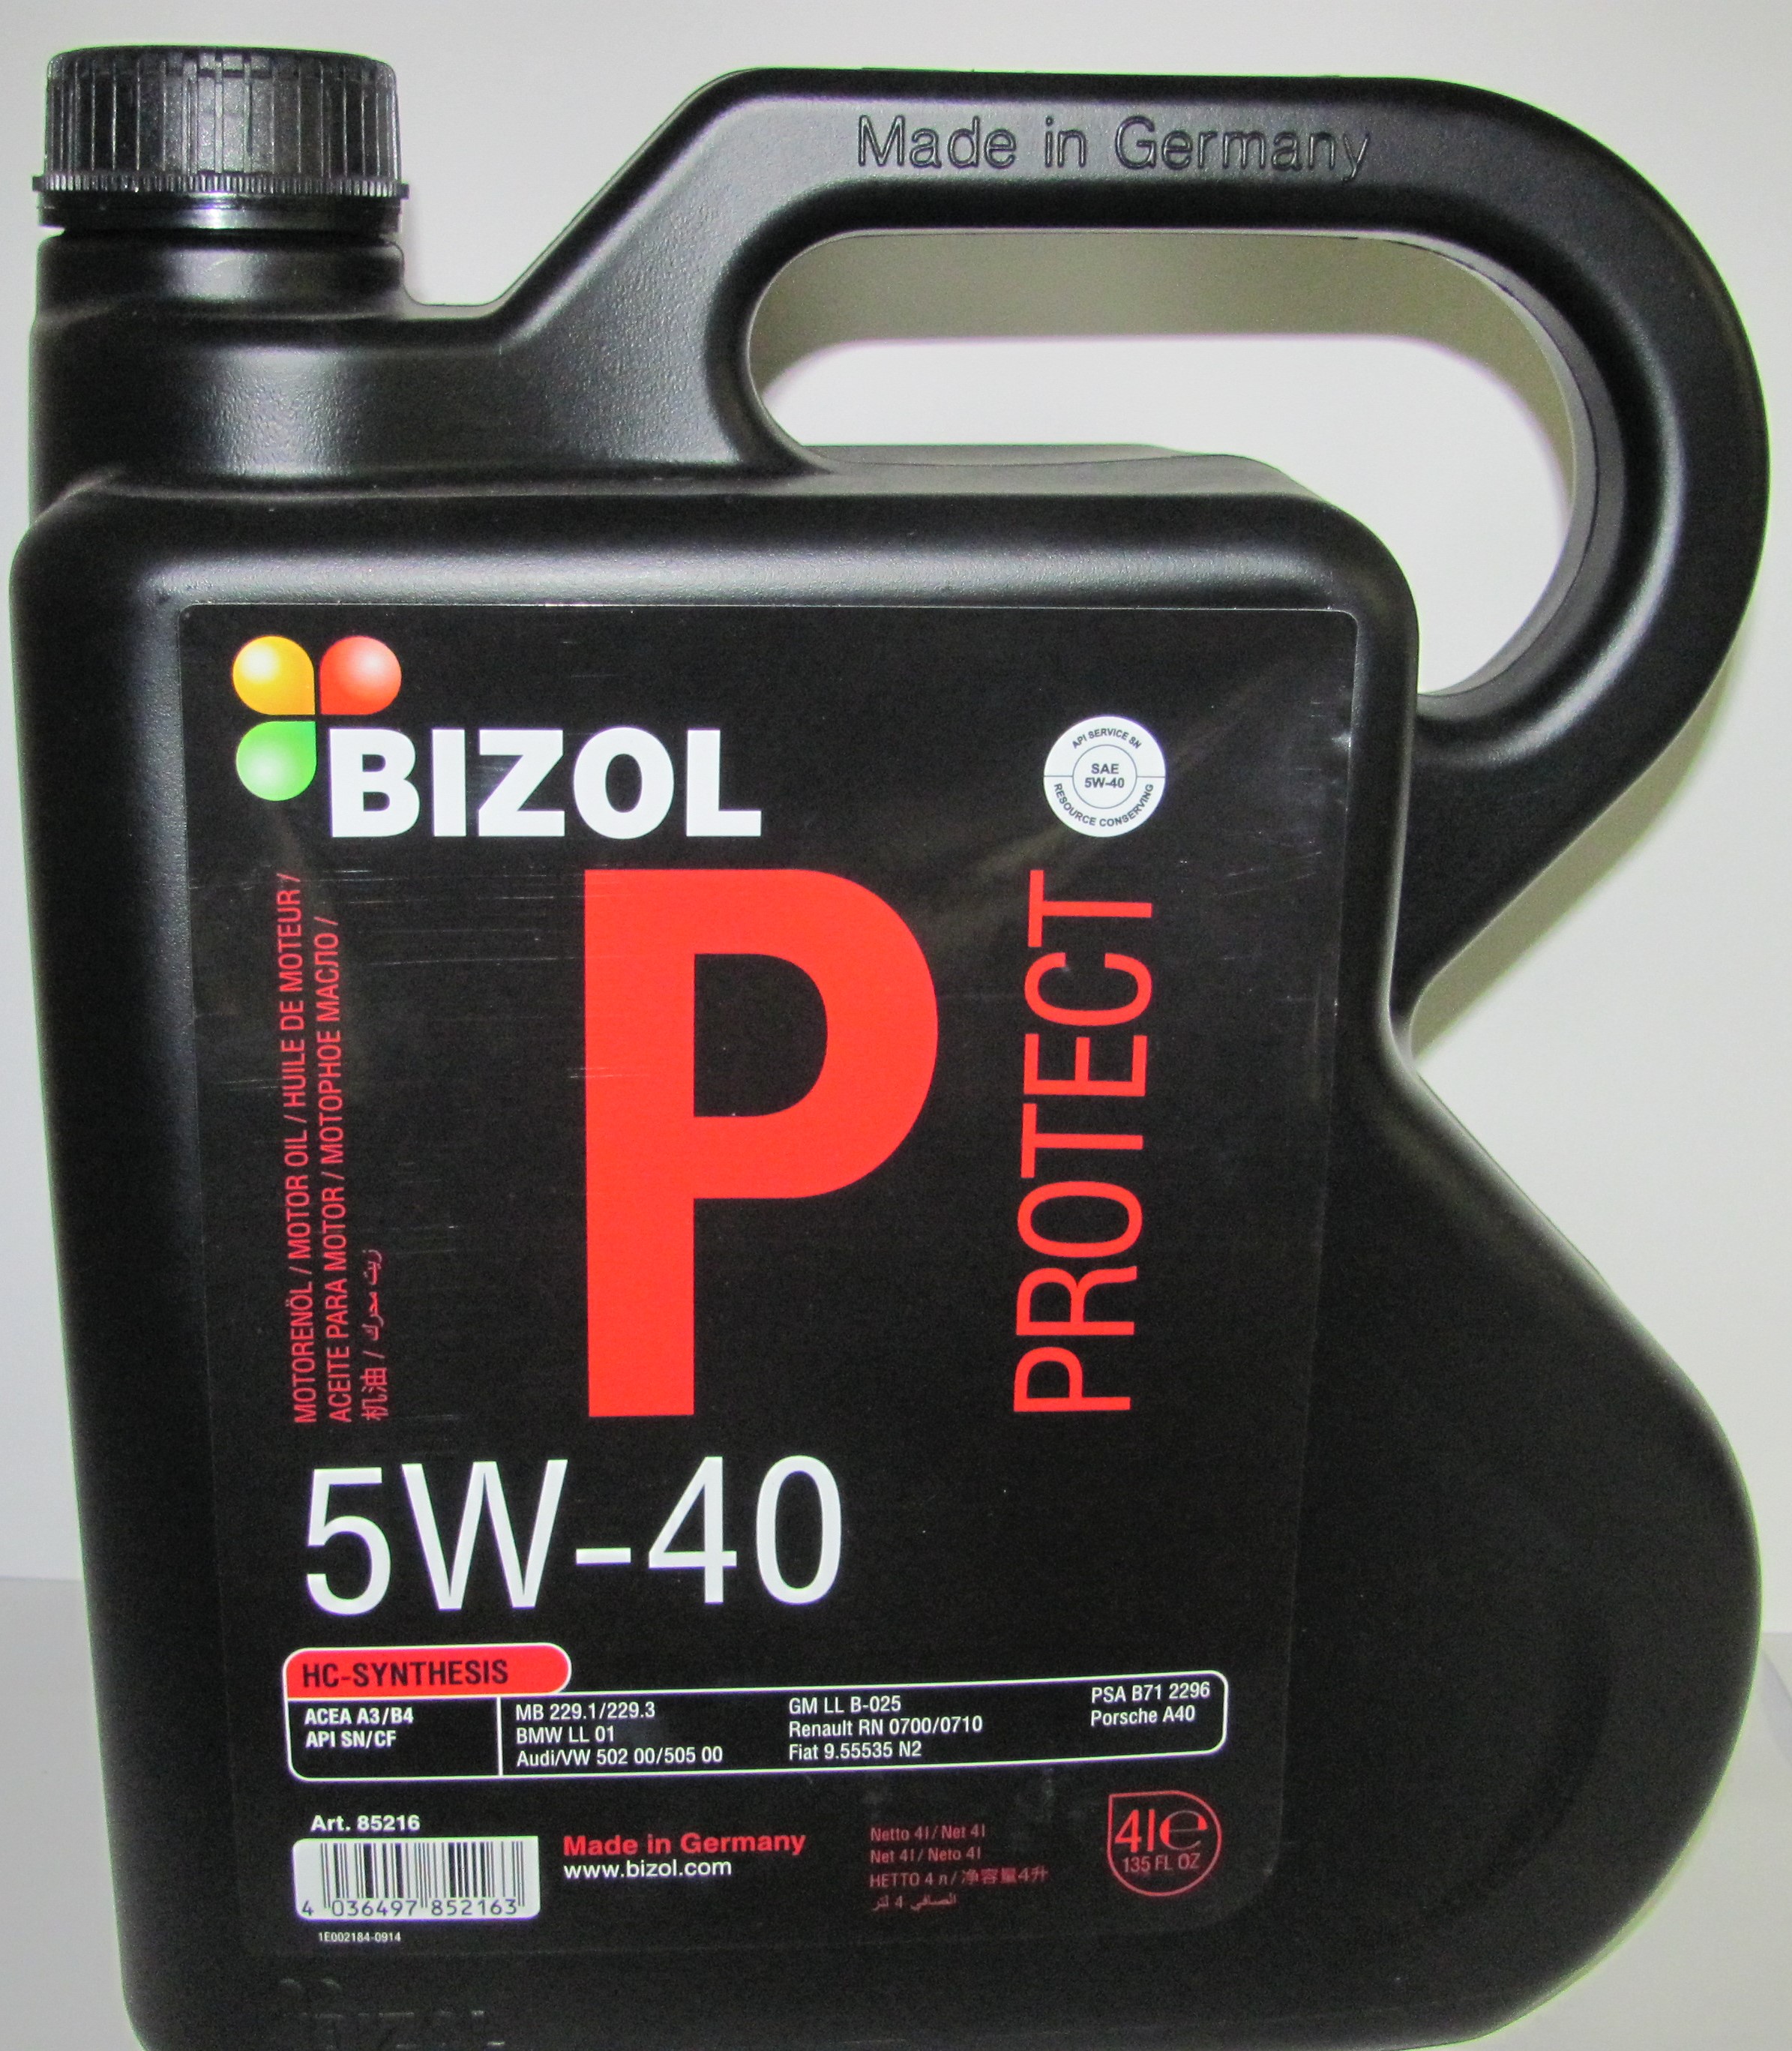 Made in Germany
BIZOL
API SERVICE SN
SAE
5W-40
RESOURCE CONSERVING
MOTORENÖL / MOTOR OIL / HUILE DE MOTEUR /
ACEITE PARA MOTOR / МОТОРНОЕ МАСЛО /
机油 / زيت محرك
P
PROTECT
5W-40
HC-SYNTHESIS
ACEA A3/B4
API SN/CF
MB 229.1/229.3
BMW LL 01
Audi/VW 502 00/505 00
GM LL B-025
Renault RN 0700/0710
Fiat 9.55535 N2
PSA B71 2296
Porsche A40
Art. 85216
4 036497 852163
1E002184-0914
Made in Germany
www.bizol.com
Netto 4l / Net 4l
Net 4l / Neto 4l
НЕТТО 4 л / 净容量4升
الصافي 4 لتر
4l℮
135 FL OZ